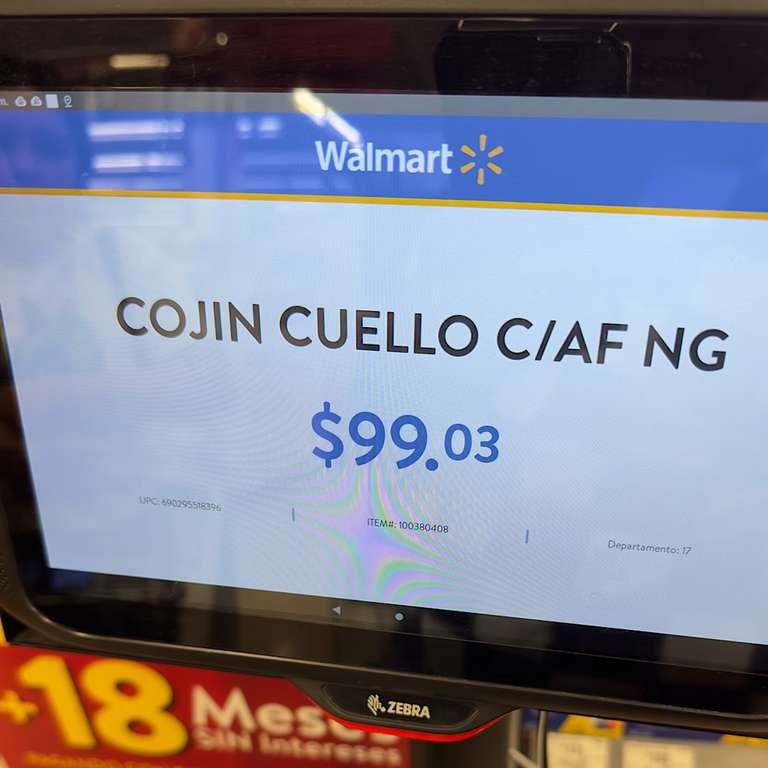 m.
Walmart
COJIN CUELLO C/AF NG
$99.03
UPC: 690295518396
ITEM#: 100380408
Departamento: 17
ZEBRA
+18 Meses
SIN Intereses